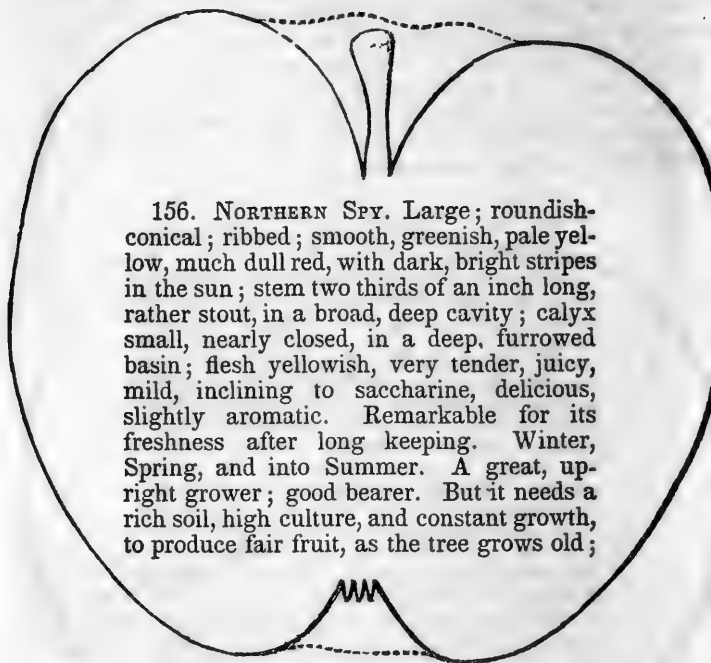 156. NORTHERN SPY. Large; roundish-
conical; ribbed; smooth, greenish, pale yel-
low, much dull red, with dark, bright stripes
in the sun; stem two thirds of an inch long,
rather stout, in a broad, deep cavity; calyx
small, nearly closed, in a deep, furrowed
basin; flesh yellowish, very tender, juicy,
mild, inclining to saccharine, delicious,
slightly aromatic. Remarkable for its
freshness after long keeping. Winter,
Spring, and into Summer. A great, up-
right grower; good bearer. But it needs a
rich soil, high culture, and constant growth,
to produce fair fruit, as the tree grows old;